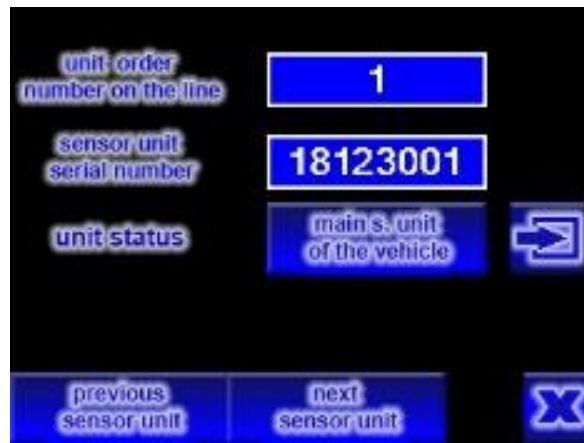 unit order
number on the line
1
sensor unit
serial number
18123001
unit status
main s. unit
of the vehicle
previous
sensor unit
next
sensor unit
X